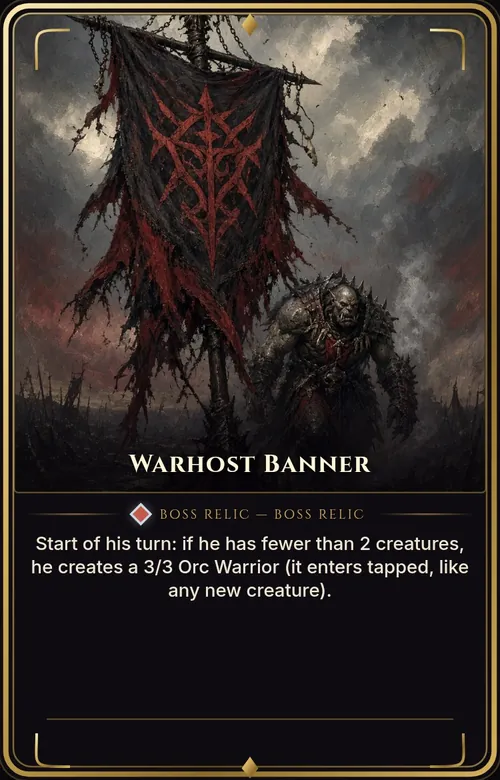 Warhost Banner
BOSS RELIC — BOSS RELIC
Start of his turn: if he has fewer than 2 creatures,
he creates a 3/3 Orc Warrior (it enters tapped, like
any new creature).